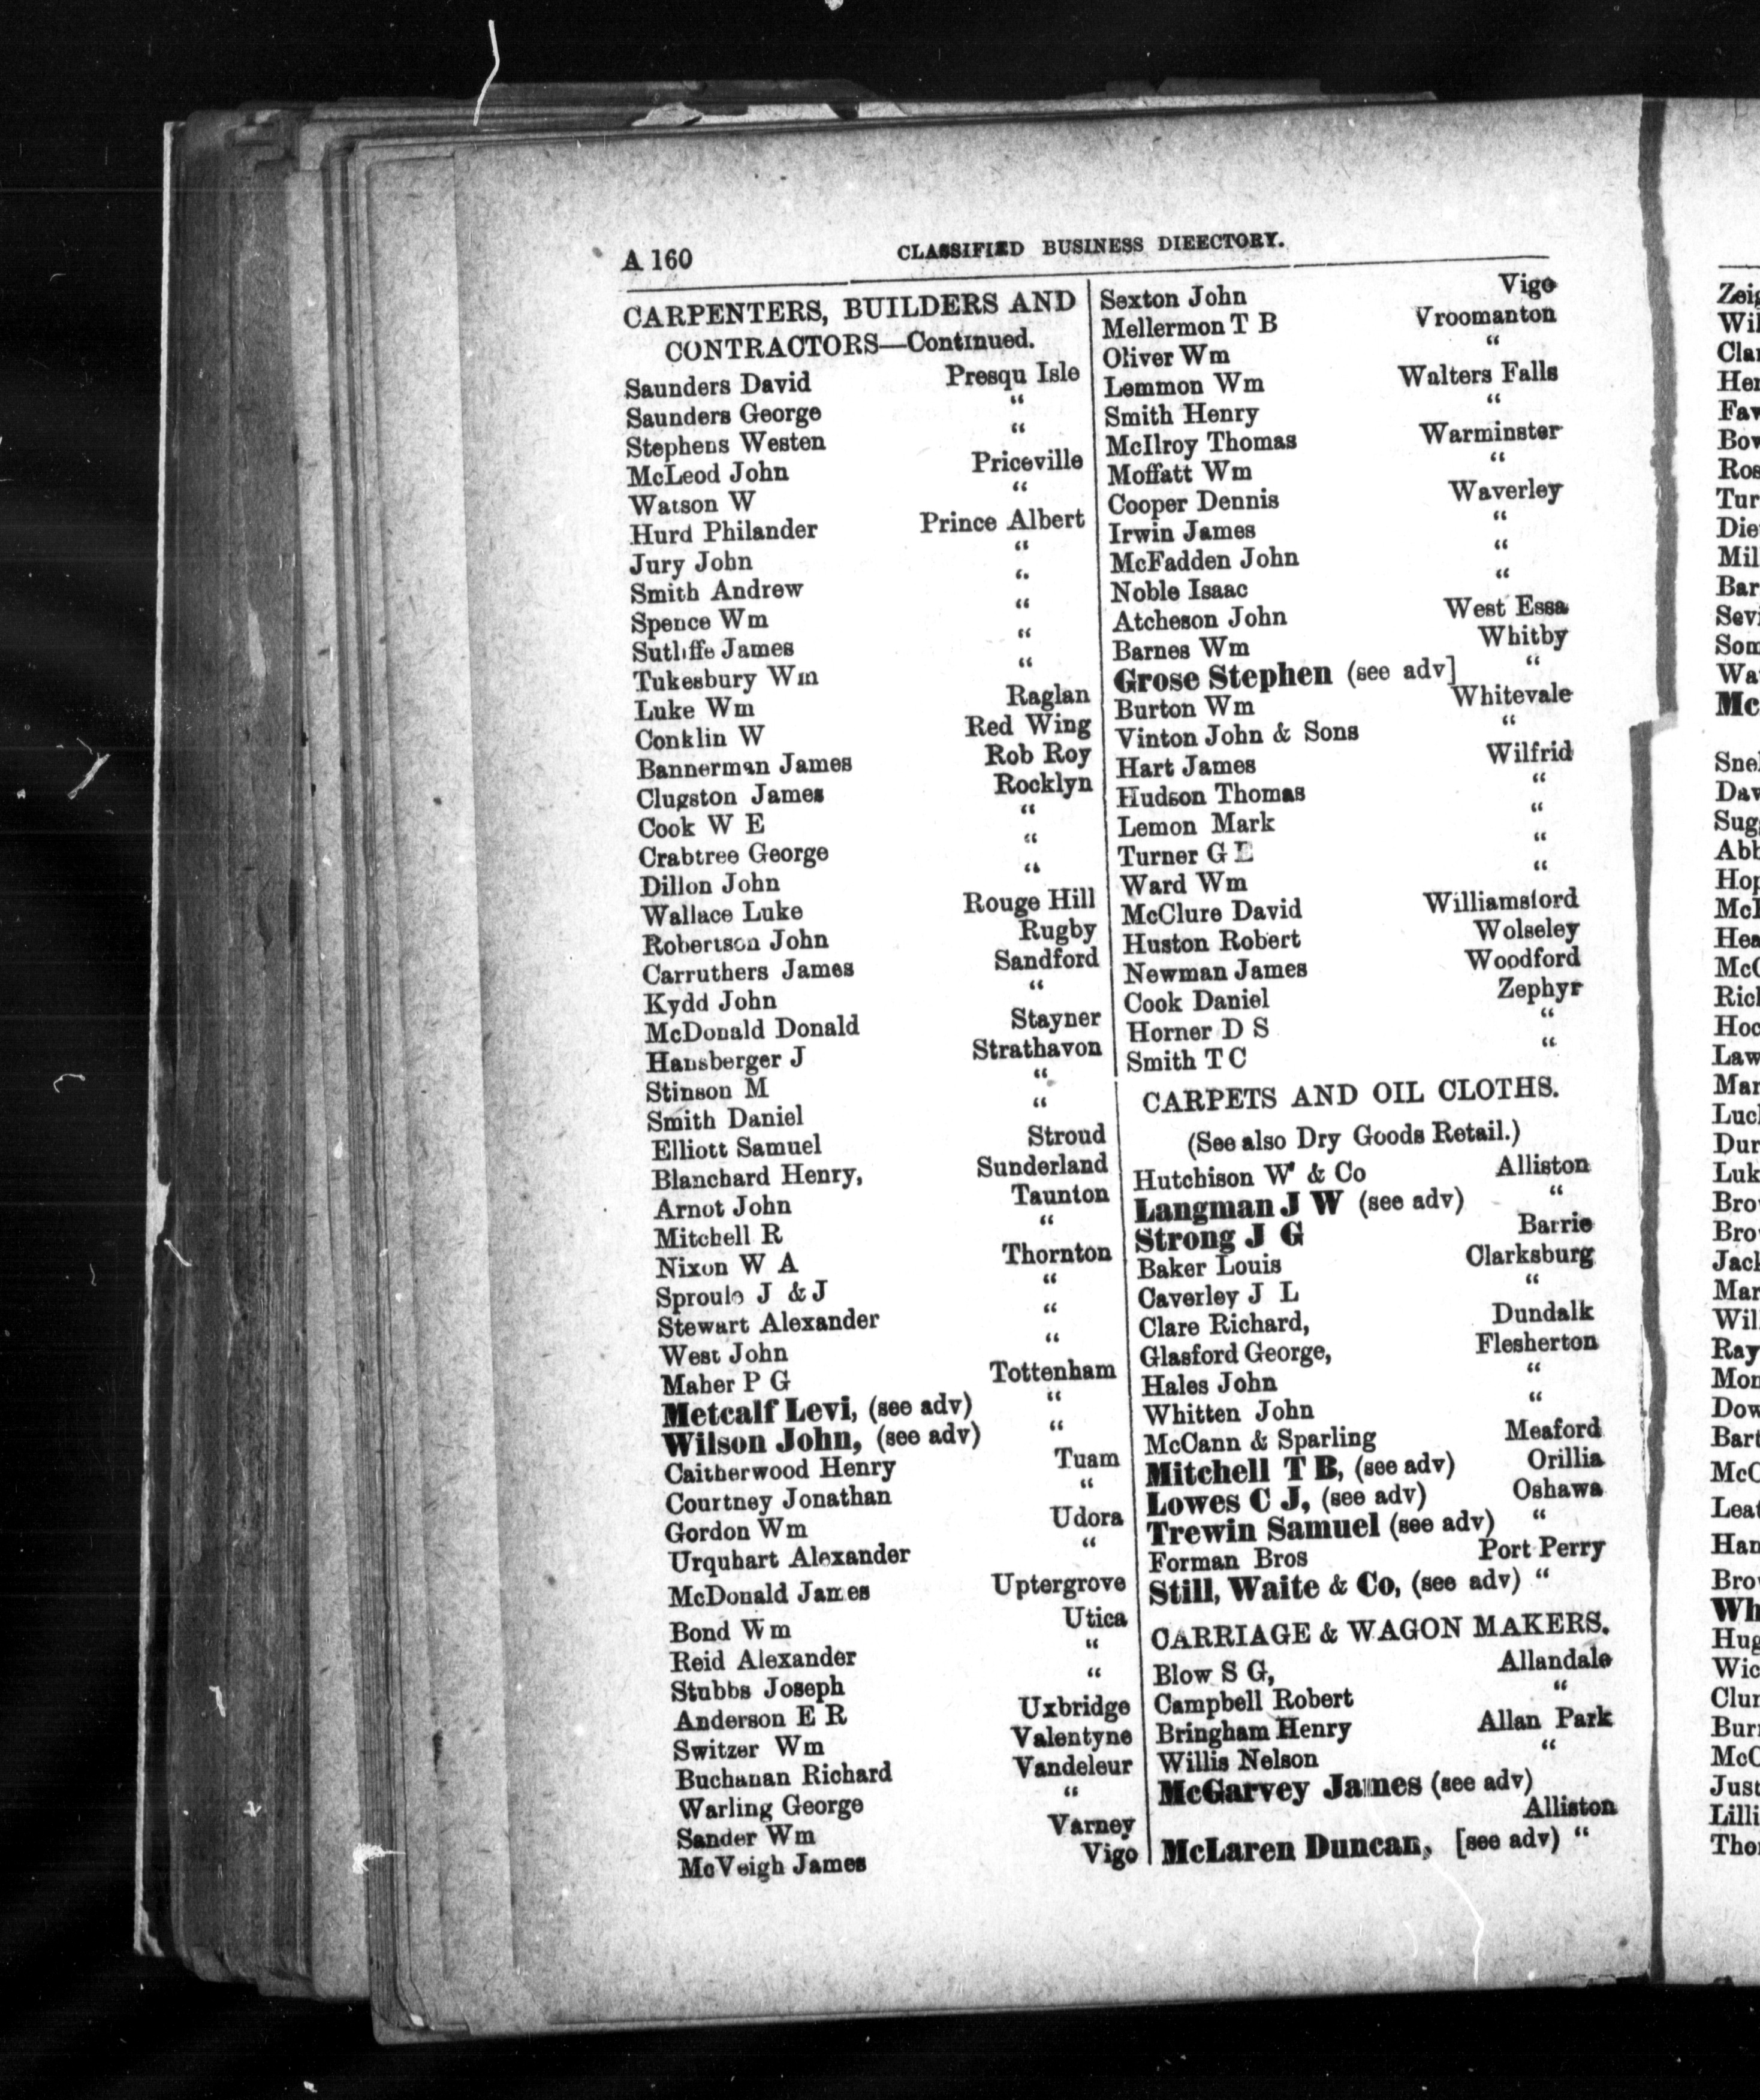 A 160
CLASSIFIED BUSINESS DIEECTORY.
CARPENTERS, BUILDERS AND
CONTRACTORS—Continued.
Saunders David Presqu Isle
Saunders George “
Stephens Westen “
McLeod John Priceville
Watson W “
Hurd Philander Prince Albert
Jury John “
Smith Andrew “
Spence Wm “
Sutliffe James “
Tukesbury Wm “
Luke Wm Raglan
Conklin W Red Wing
Bannerman James Rob Roy
Clugston James Rocklyn
Cook W E “
Crabtree George “
Dillon John “
Wallace Luke Rouge Hill
Robertson John Rugby
Carruthers James Sandford
Kydd John “
McDonald Donald Stayner
Hansberger J Strathavon
Stinson M “
Smith Daniel “
Elliott Samuel Stroud
Blanchard Henry, Sunderland
Arnot John Taunton
Mitchell R “
Nixon W A Thornton
Sproule J & J “
Stewart Alexander “
West John “
Maher P G Tottenham
Metcalf Levi, (see adv) “
Wilson John, (see adv) “
Caitherwood Henry Tuam
Courtney Jonathan “
Gordon Wm Udora
Urquhart Alexander “
McDonald James Uptergrove
Bond Wm Utica
Reid Alexander “
Stubbs Joseph “
Anderson E R Uxbridge
Switzer Wm Valentyne
Buchanan Richard Vandeleur
Warling George “
Sander Wm Varney
McVeigh James Vigo
Sexton John Vigo
Mellermon T B Vroomanton
Oliver Wm “
Lemmon Wm Walters Falls
Smith Henry “
McIlroy Thomas Warminster
Moffatt Wm “
Cooper Dennis Waverley
Irwin James “
McFadden John “
Noble Isaac “
Atcheson John West Essa
Barnes Wm Whitby
Grose Stephen (see adv] “
Burton Wm Whitevale
Vinton John & Sons “
Hart James Wilfrid
Hudson Thomas “
Lemon Mark “
Turner G E “
Ward Wm “
McClure David Williamsford
Huston Robert Wolseley
Newman James Woodford
Cook Daniel Zephyr
Horner D S “
Smith T C “
CARPETS AND OIL CLOTHS.
(See also Dry Goods Retail.)
Hutchison W & Co Alliston
Langman J W (see adv) “
Strong J G Barrie
Baker Louis Clarksburg
Caverley J L “
Clare Richard, Dundalk
Glasford George, Flesherton
Hales John “
Whitten John “
McCann & Sparling Meaford
Mitchell T B, (see adv) Orillia
Lowes C J, (see adv) Oshawa
Trewin Samuel (see adv) “
Forman Bros Port Perry
Still, Waite & Co, (see adv) “
CARRIAGE & WAGON MAKERS.
Blow S G, Allandale
Campbell Robert “
Bringham Henry Allan Park
Willis Nelson “
McGarvey James (see adv)
Alliston
McLaren Duncan, [see adv) “